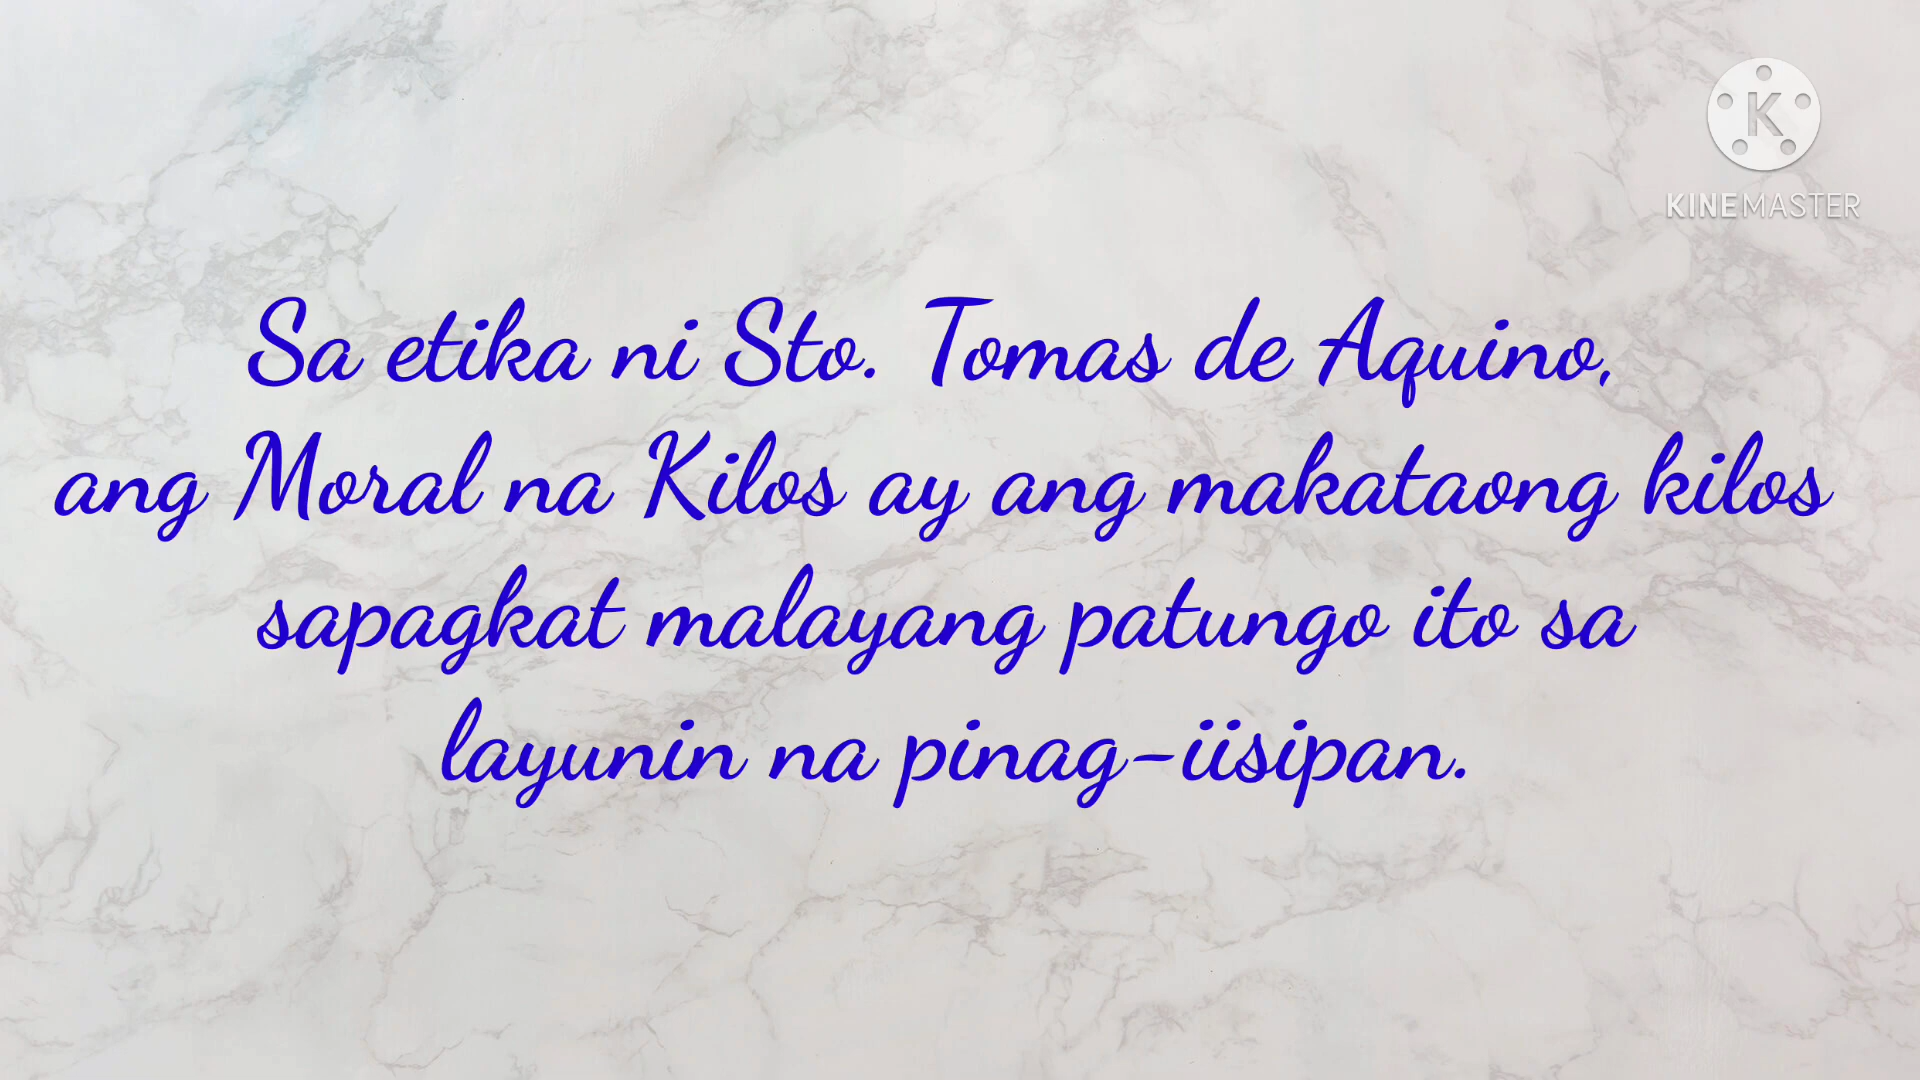 K
KINEMASTER
Sa etika ni Sto. Tomas de Aquino,
ang Moral na Kilos ay ang makataong kilos
sapagkat malayang patungo ito sa
layunin na pinag-iisipan.